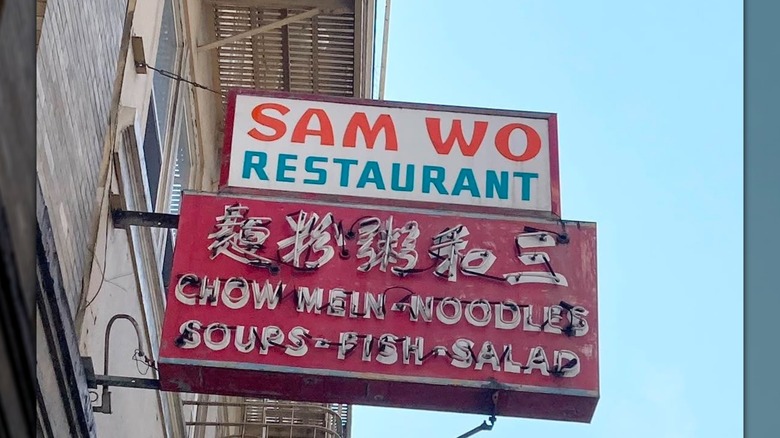 SAM WO
RESTAURANT
麵粉粥和三
CHOW MEIN-NOODLES
SOUPS-FISH-SALAD